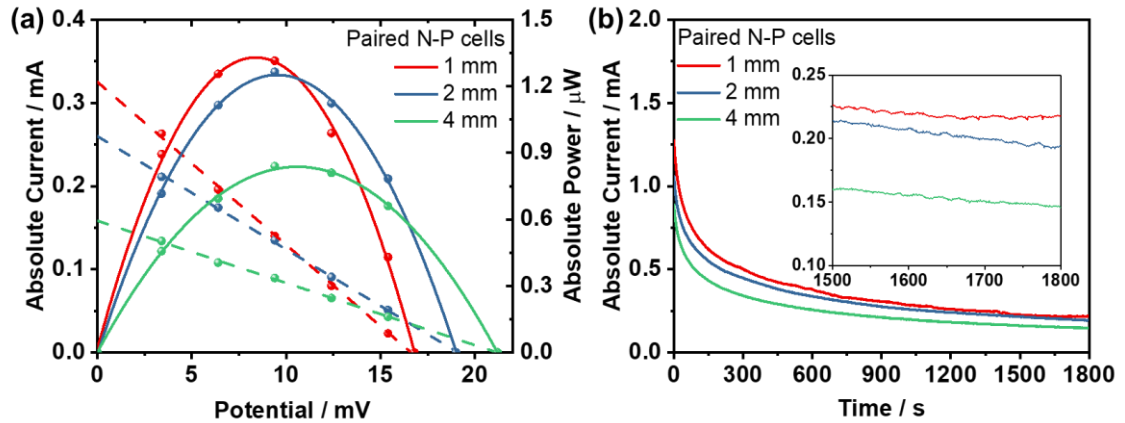 (a)
Absolute Current / mA
0.4
0.3
0.2
0.1
0.0
Paired N-P cells
1 mm
2 mm
4 mm
1.5
1.2
0.9
0.6
0.3
0.0
Absolute Power / μW
0 5 10 15 20
Potential / mV
(b)
Absolute Current / mA
2.0
1.5
1.0
0.5
0.0
Paired N-P cells
1 mm
2 mm
4 mm
0.25
0.20
0.15
0.10
1500 1600 1700 1800
0 300 600 900 1200 1500 1800
Time / s